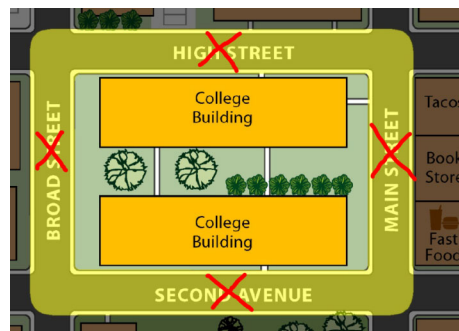 HIGH STREET
College
Building
Tacos
BROAD STREET
MAIN STREET
Book
Store
College
Building
Fast
Food
SECOND AVENUE